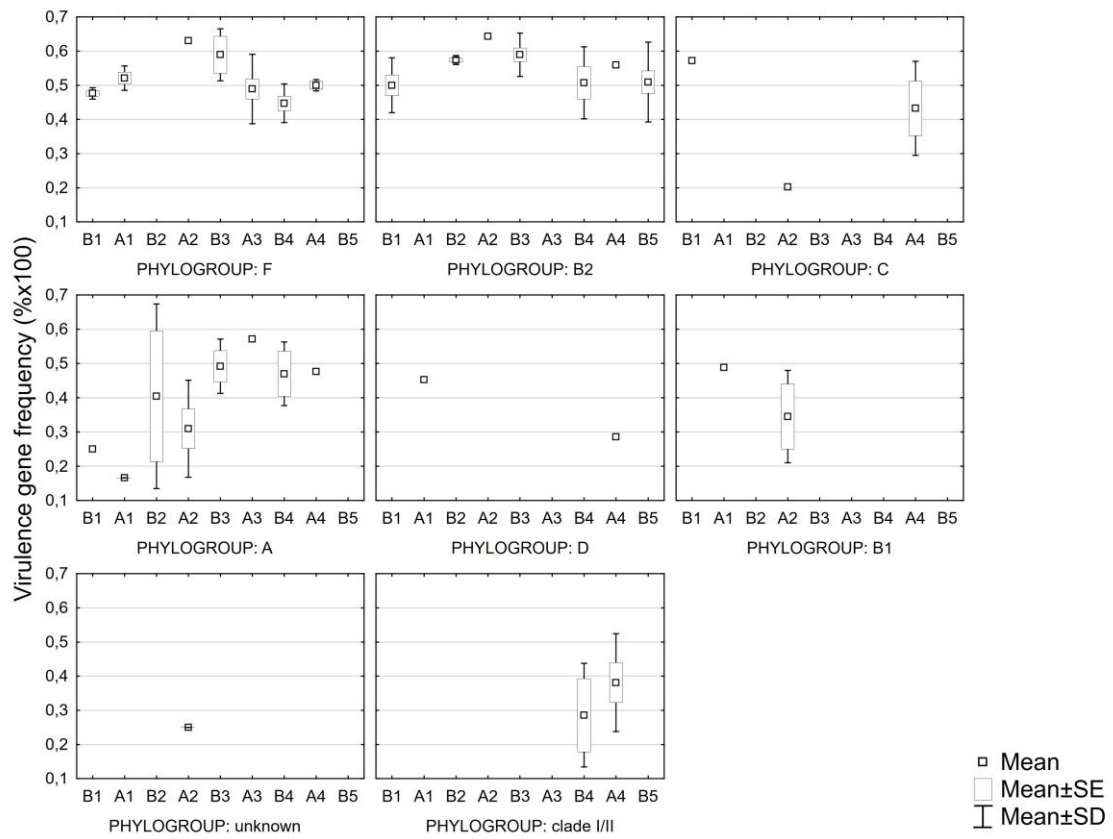 Virulence gene frequency (%x100)
0,7
0,6
0,5
0,4
0,3
0,2
0,1
B1 A1 B2 A2 B3 A3 B4 A4 B5
PHYLOGROUP: F
B1 A1 B2 A2 B3 A3 B4 A4 B5
PHYLOGROUP: B2
B1 A1 B2 A2 B3 A3 B4 A4 B5
PHYLOGROUP: C
0,7
0,6
0,5
0,4
0,3
0,2
0,1
B1 A1 B2 A2 B3 A3 B4 A4 B5
PHYLOGROUP: A
B1 A1 B2 A2 B3 A3 B4 A4 B5
PHYLOGROUP: D
B1 A1 B2 A2 B3 A3 B4 A4 B5
PHYLOGROUP: B1
0,7
0,6
0,5
0,4
0,3
0,2
0,1
B1 A1 B2 A2 B3 A3 B4 A4 B5
PHYLOGROUP: unknown
B1 A1 B2 A2 B3 A3 B4 A4 B5
PHYLOGROUP: clade I/II
Mean
Mean±SE
Mean±SD